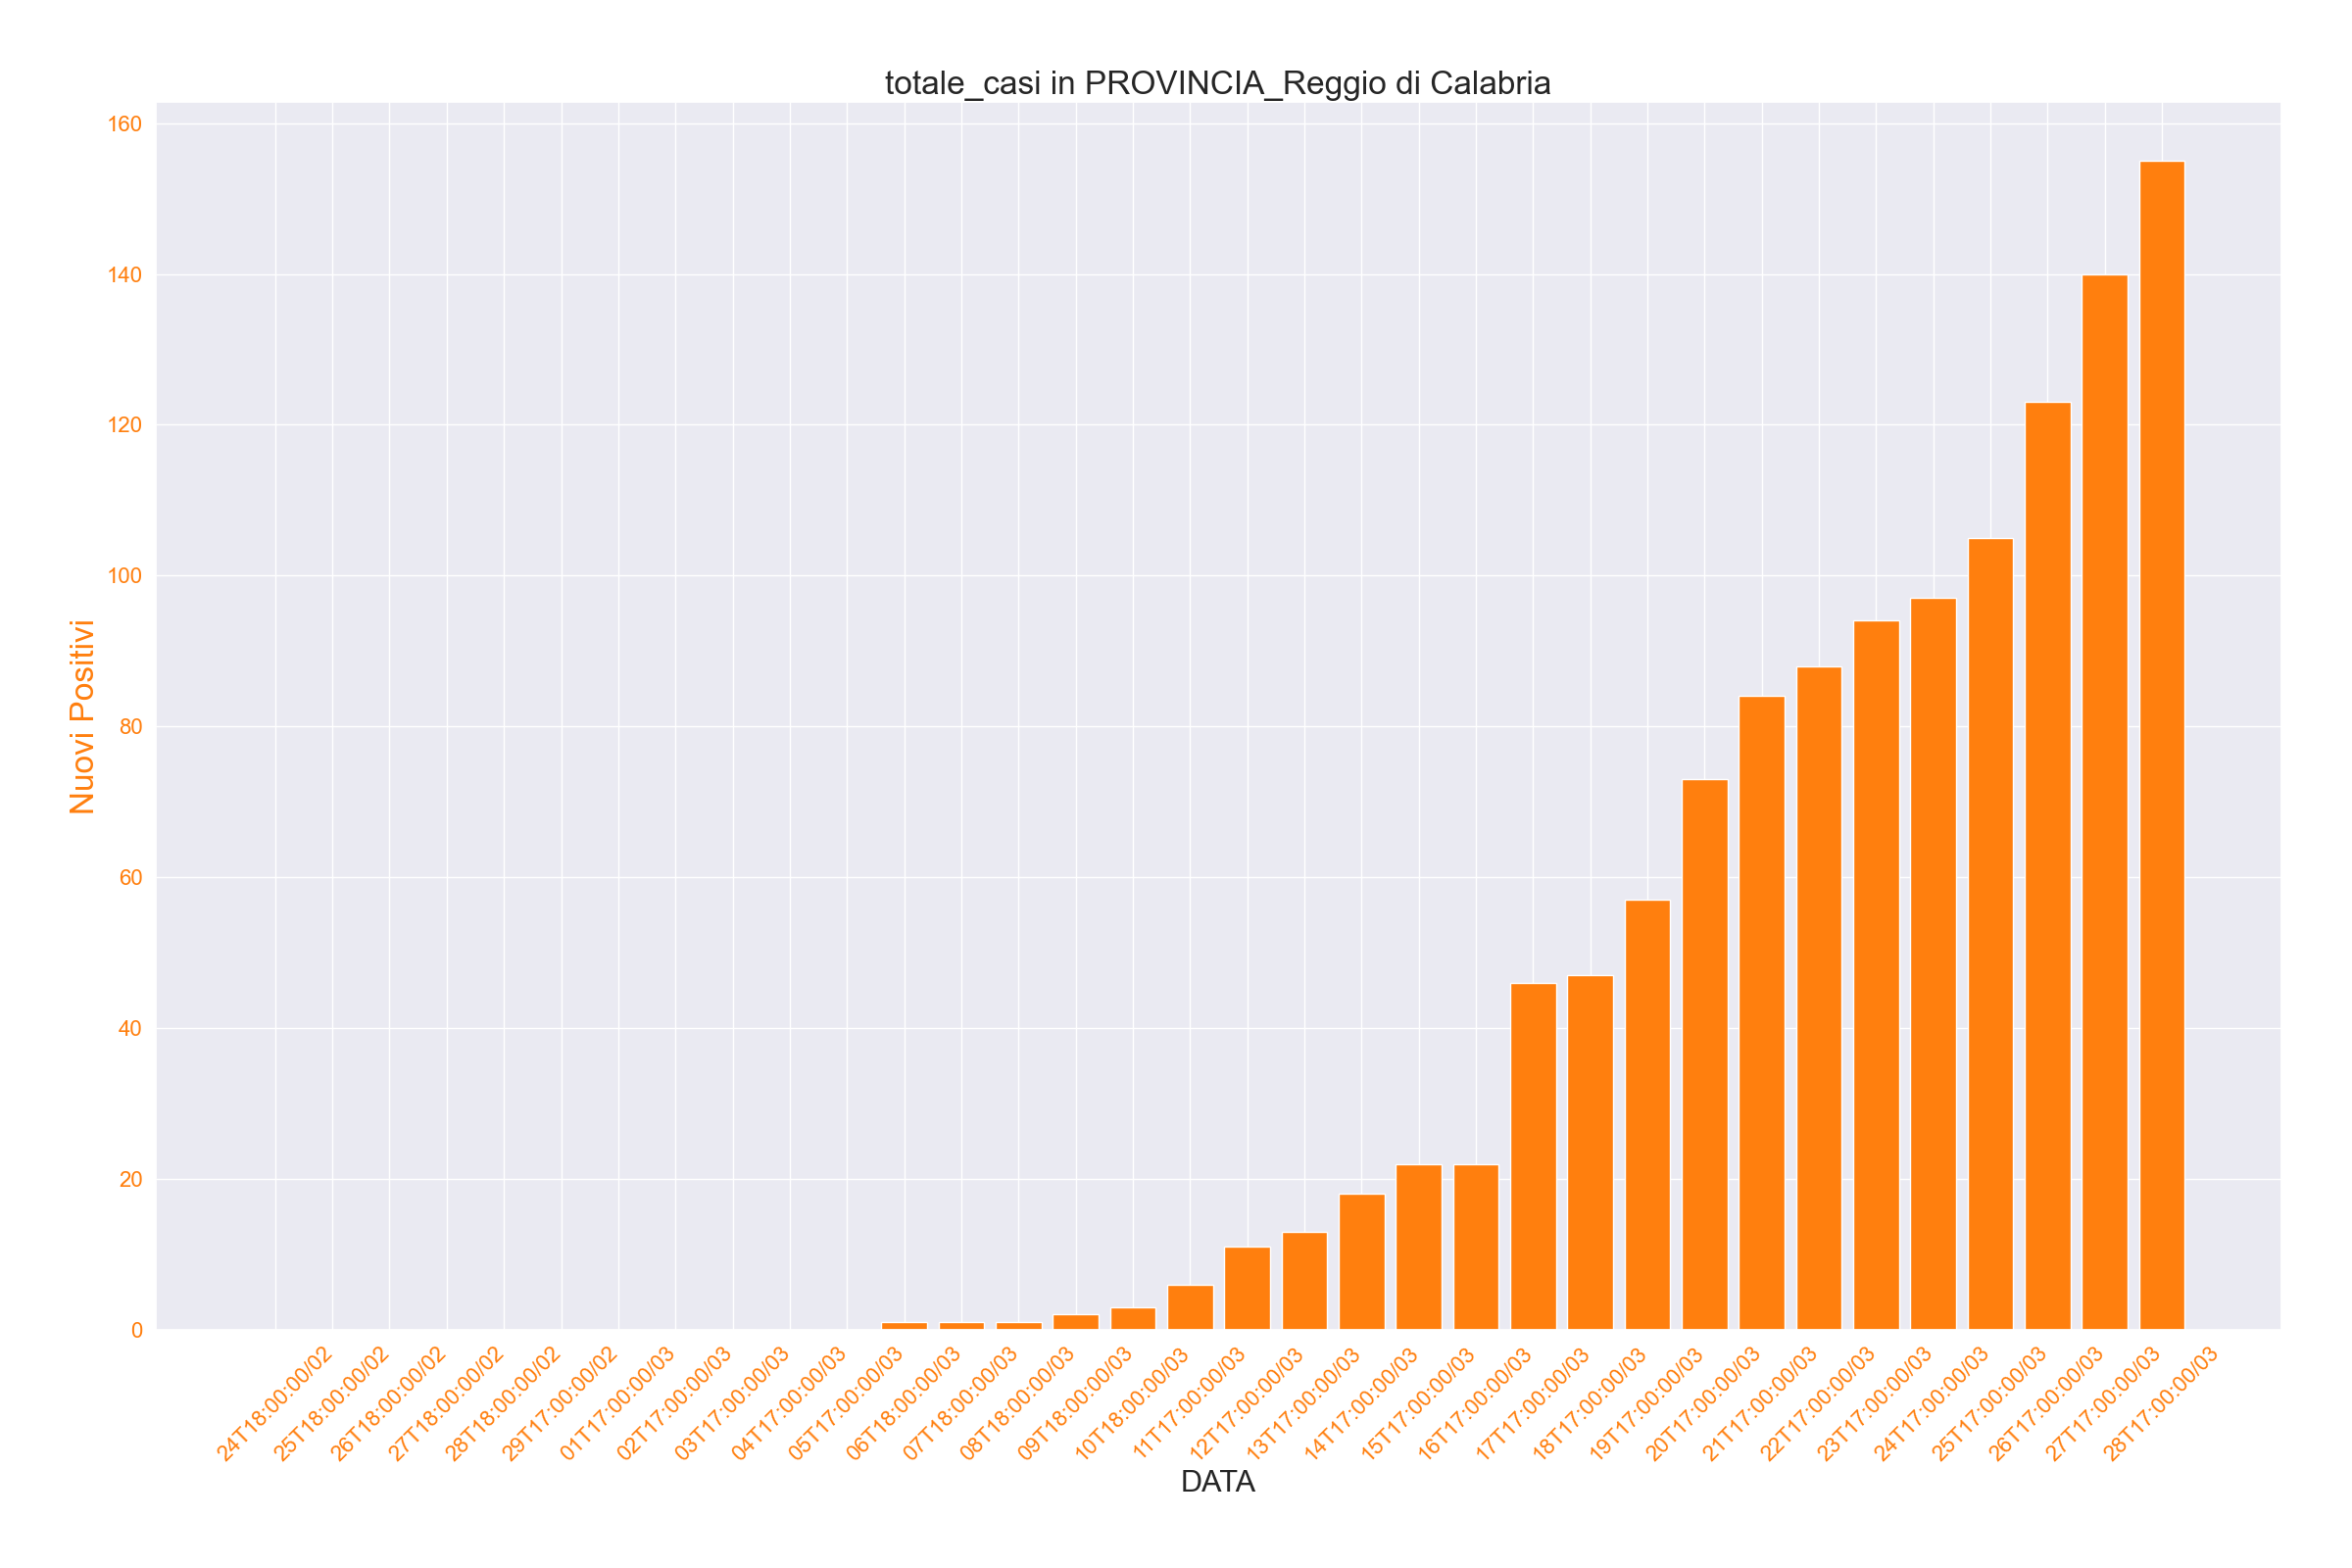 totale_casi in PROVINCIA_Reggio di Calabria
160
140
120
100
80
60
40
20
0
Nuovi Positivi
24T18:00:00/02
25T18:00:00/02
26T18:00:00/02
27T18:00:00/02
28T18:00:00/02
29T17:00:00/02
01T17:00:00/03
02T17:00:00/03
03T17:00:00/03
04T17:00:00/03
05T17:00:00/03
06T18:00:00/03
07T18:00:00/03
08T18:00:00/03
09T18:00:00/03
10T18:00:00/03
11T17:00:00/03
12T17:00:00/03
13T17:00:00/03
14T17:00:00/03
15T17:00:00/03
16T17:00:00/03
17T17:00:00/03
18T17:00:00/03
19T17:00:00/03
20T17:00:00/03
21T17:00:00/03
22T17:00:00/03
23T17:00:00/03
24T17:00:00/03
25T17:00:00/03
26T17:00:00/03
27T17:00:00/03
28T17:00:00/03
DATA